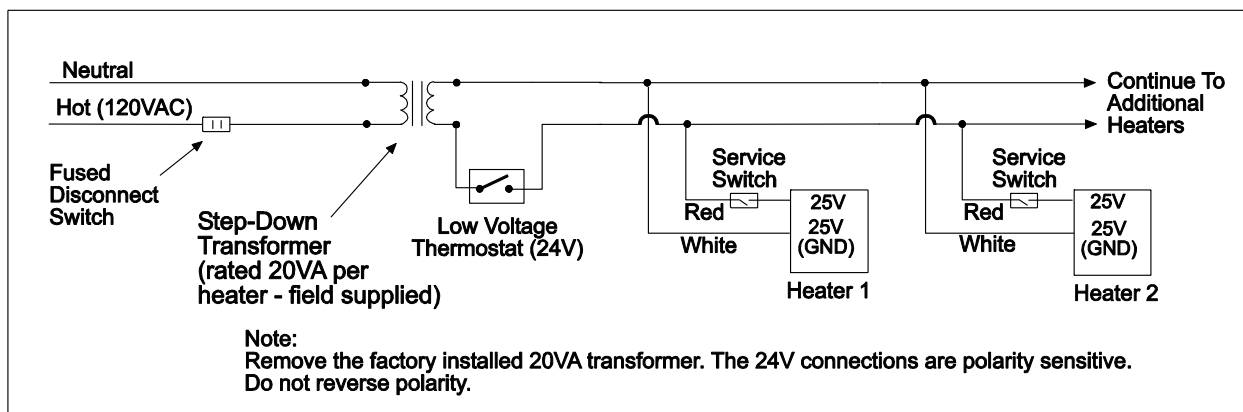 Neutral
Hot (120VAC)
Fused
Disconnect
Switch
Step-Down
Transformer
(rated 20VA per
heater - field supplied)
Low Voltage
Thermostat (24V)
Service
Switch
Red
White
25V
25V
(GND)
Heater 1
Service
Switch
Red
White
25V
25V
(GND)
Heater 2
Continue To
Additional
Heaters
Note:
Remove the factory installed 20VA transformer. The 24V connections are polarity sensitive.
Do not reverse polarity.